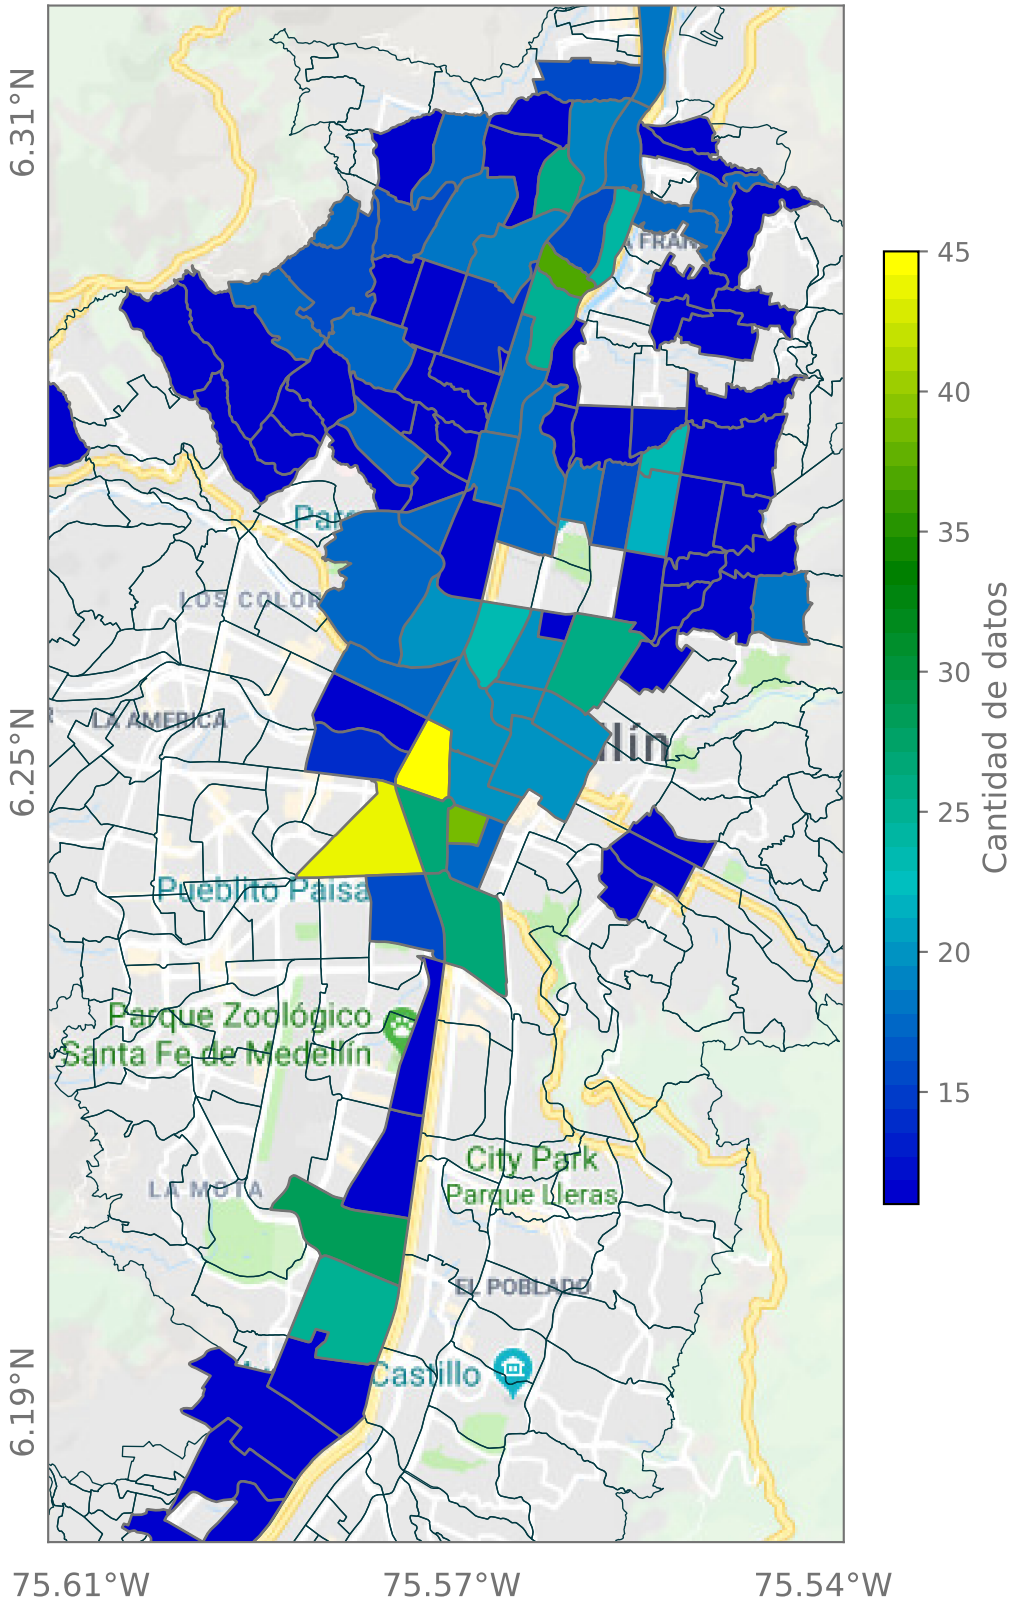 6.31°N
6.25°N
6.19°N
75.61°W
75.57°W
75.54°W
FRAN
Par
LOS COLOR
LA AMERICA
llín
Pueblito Paisa
Parque Zoológico
Santa Fe de Medellín
City Park
Parque Lleras
LA MOTA
EL POBLADO
Castillo
45
40
35
30
25
20
15
Cantidad de datos